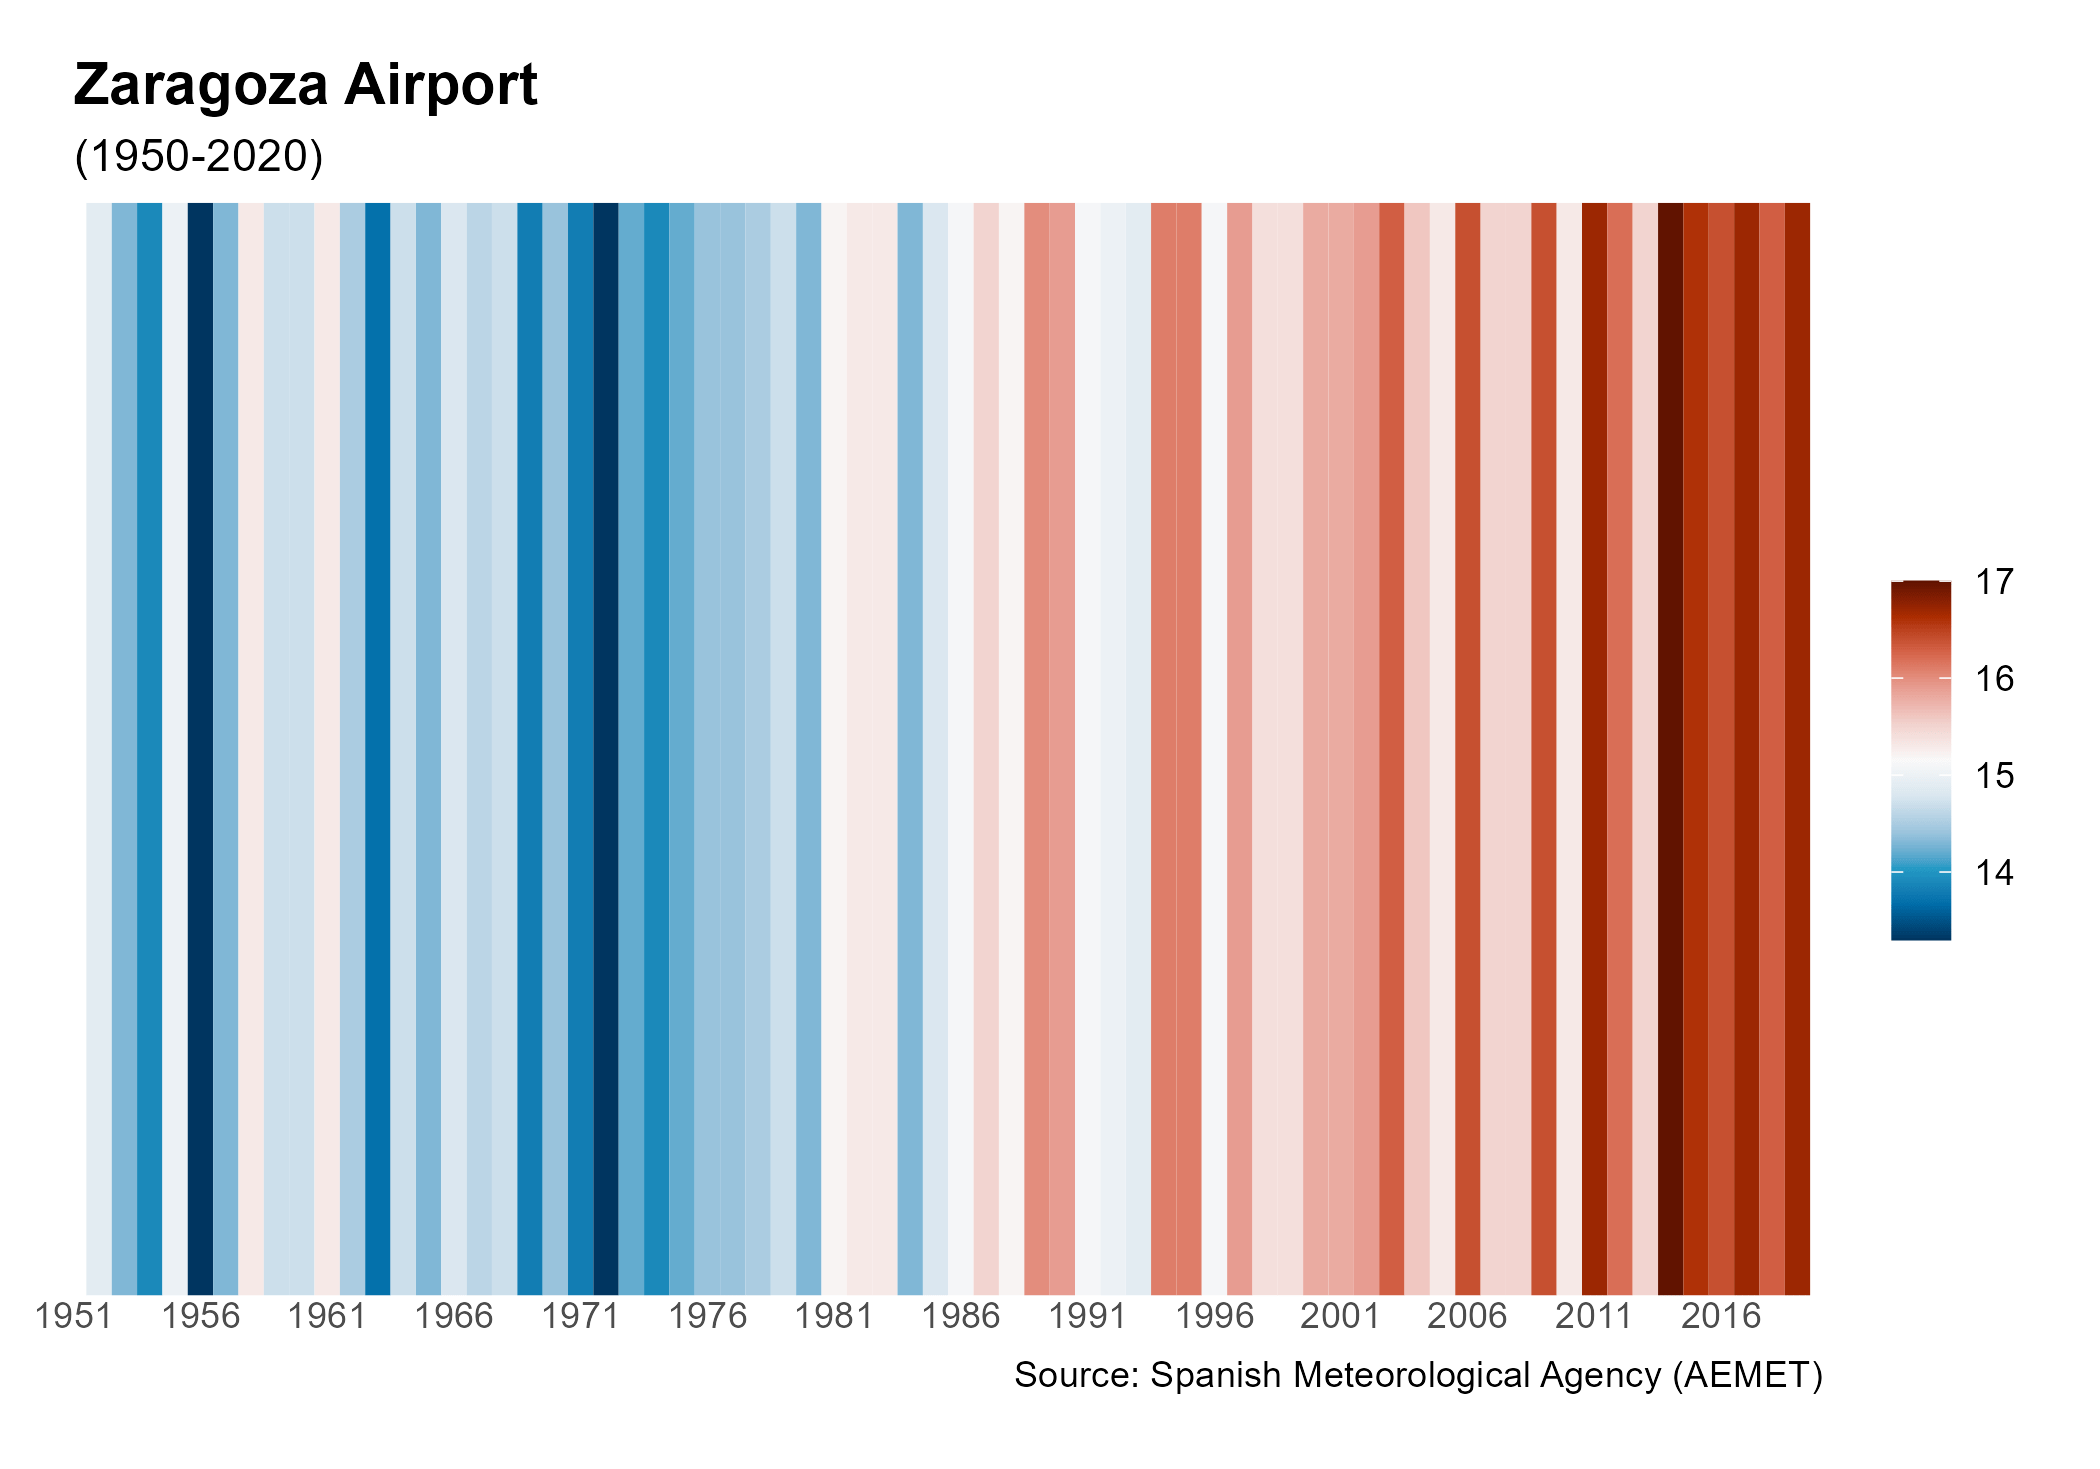 Zaragoza Airport
(1950-2020)
17
16
15
14
1951 1956 1961 1966 1971 1976 1981 1986 1991 1996 2001 2006 2011 2016
Source: Spanish Meteorological Agency (AEMET)